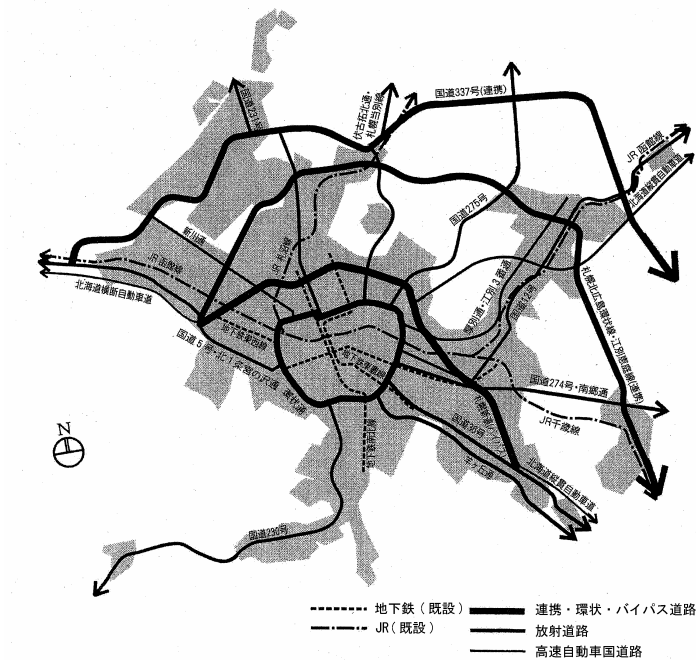 国道231号
伏古拓北通・
札幌当別線
国道337号(連携)
JR函館線
北海道縦貫自動車道
国道275号
新川通
JR札沼線
JR函館線
北海道横断自動車道
厚別通・江別3番通
国道12号
札幌北広島環状線・江別恵庭線(連携)
地下鉄東西線
国道5号・北1条宮の沢通
地下鉄東豊線
国道274号・南郷通
JR千歳線
国道36号
北海道縦貫自動車道
地下鉄南北線
N
国道230号
地下鉄(既設)
JR(既設)
連携・環状・バイパス道路
放射道路
高速自動車国道